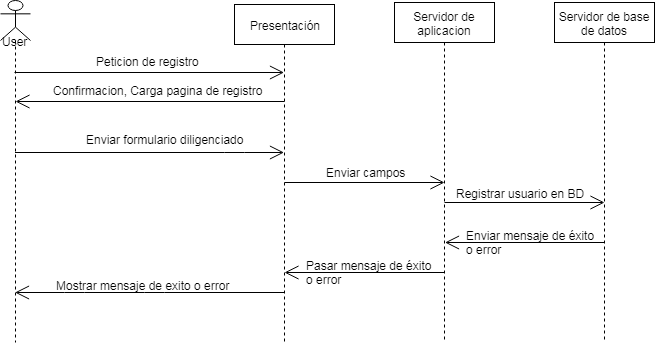 User
Presentación
Servidor de
aplicacion
Servidor de base
de datos
Peticion de registro
Confirmacion, Carga pagina de registro
Enviar formulario diligenciado
Enviar campos
Registrar usuario en BD
Enviar mensaje de éxito
o error
Pasar mensaje de éxito
o error
Mostrar mensaje de exito o error